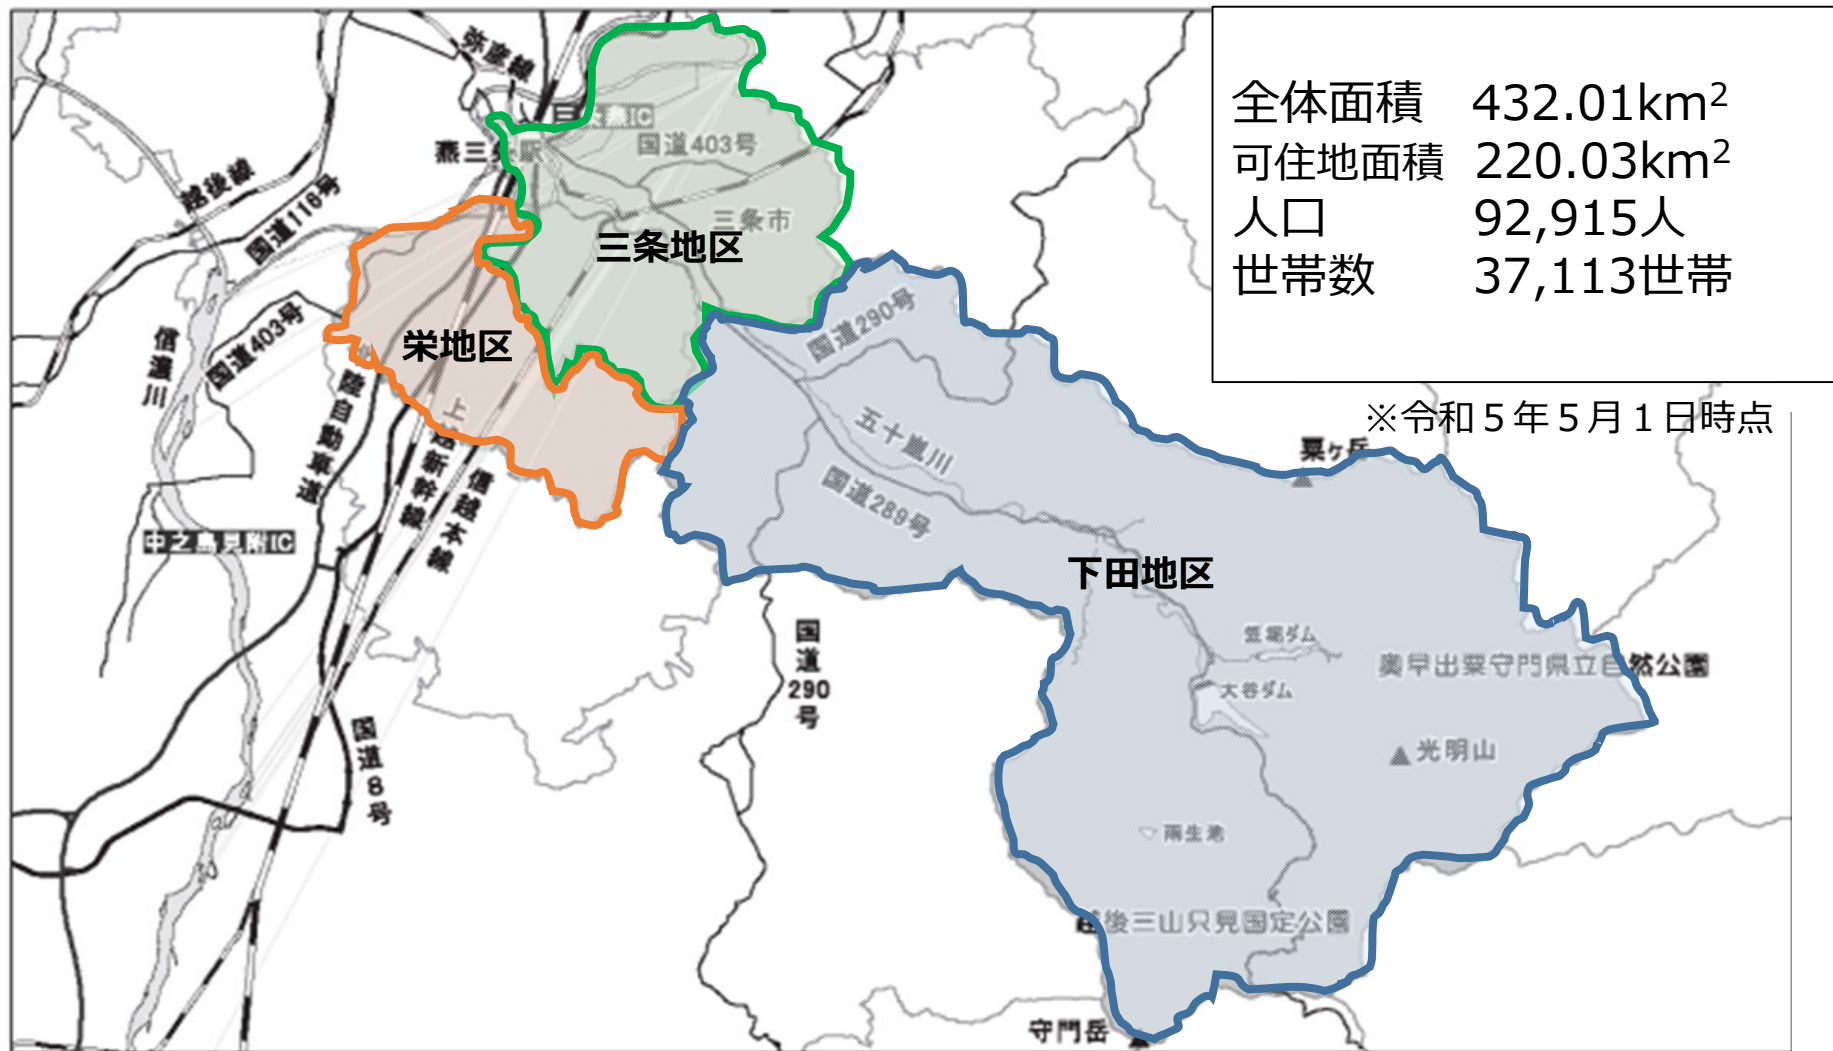 全体面積 432.01km²
可住地面積 220.03km²
人口 92,915人
世帯数 37,113世帯
※令和５年５月１日時点
弥彦線
燕三条駅
国道403号
三条市
越後線
国道116号
三条地区
国道403号
栄地区
信濃川
陸自動車道
上越新幹線
信越本線
中之島見附IC
国道290号
五十嵐川
国道289号
粟ヶ岳
下田地区
笠堀ダム
大谷ダム
奥早出粟守門県立自然公園
国道290号
国道8号
光明山
雨生池
越後三山只見国定公園
守門岳